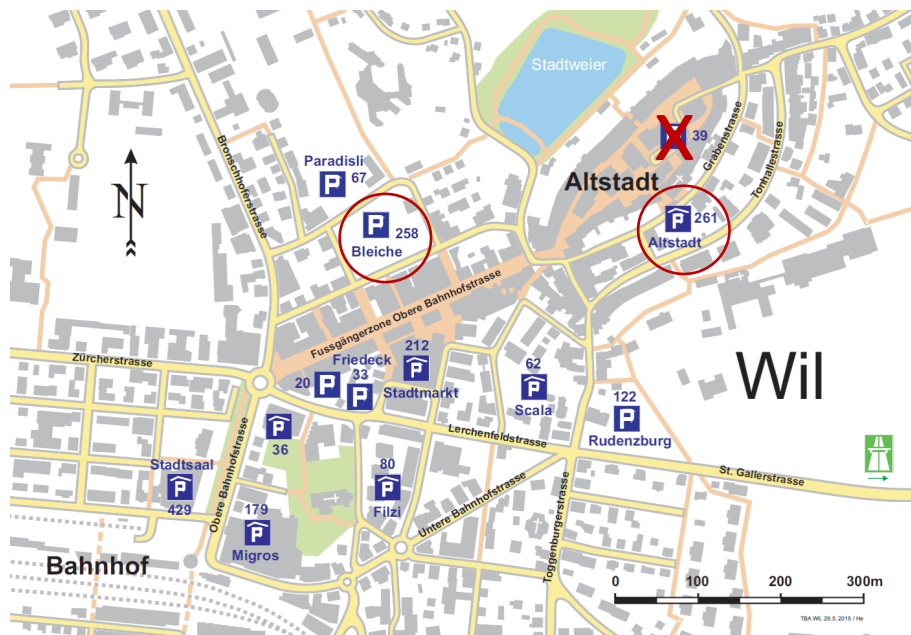 Stadtweier
Bronschhoferstrasse
Paradisli
P 67
N
P 258
Bleiche
X 39
Altstadt
Grabenstrasse
Tonhallestrasse
P 261
Altstadt
Fussgängerzone Obere Bahnhofstrasse
Zürcherstrasse
Friedeck
20 P
33
P
212
P
Stadtmarkt
62
P
Scala
Wil
122
P
Rudenzburg
P
36
Lerchenfeldstrasse
St. Gallerstrasse
Stadtsaal
P
429
Obere Bahnhofstrasse
80
P
Filzi
Untere Bahnhofstrasse
Toggenburgerstrasse
179
P
Migros
Bahnhof
0 100 200 300m
TBA Wil, 29.5. 2015 / He